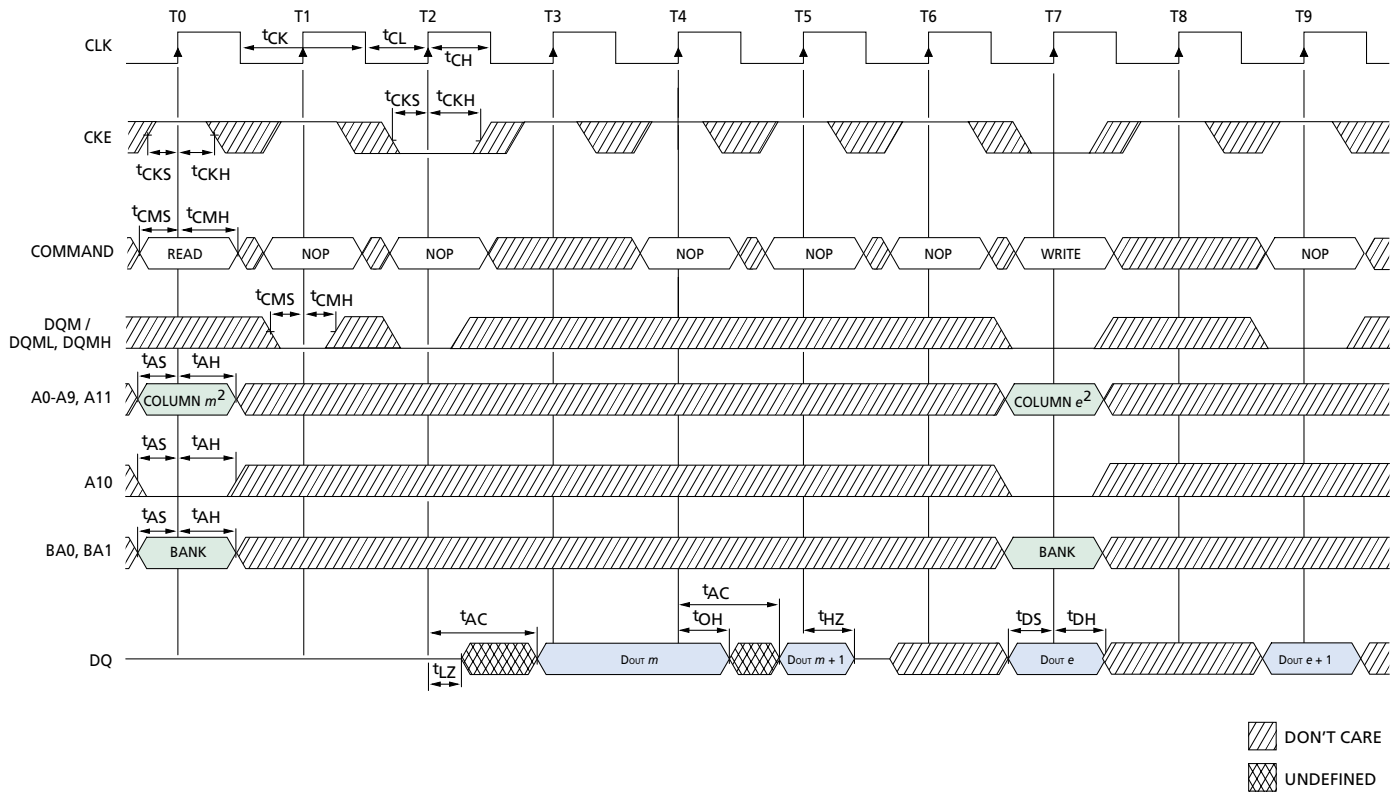 T0 T1 T2 T3 T4 T5 T6 T7 T8 T9
CLK
tCK tCL
tCH
tCKS tCKH
CKE
tCKS tCKH
tCMS tCMH
COMMAND READ NOP NOP NOP NOP NOP WRITE NOP
tCMS tCMH
DQM /
DQML, DQMH
tAS tAH
A0-A9, A11 COLUMN m2 COLUMN e2
tAS tAH
A10
tAS tAH
BA0, BA1 BANK BANK
tAC
tAC tOH tHZ tDS tDH
DQ DOUT m DOUT m + 1 DOUT e DOUT e + 1
tLZ
DON'T CARE
UNDEFINED